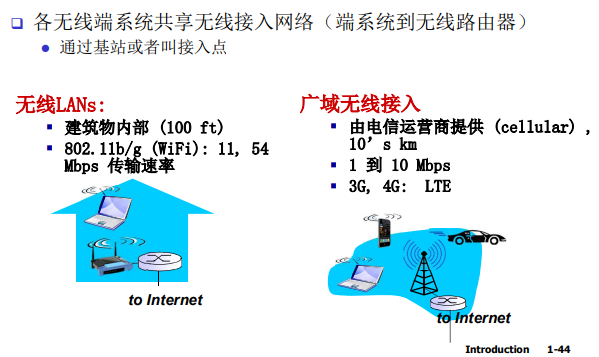 各无线端系统共享无线接入网络（端系统到无线路由器）
通过基站或者叫接入点
无线LANs:
建筑物内部 (100 ft)
802.11b/g (WiFi): 11, 54
Mbps 传输速率
to Internet
广域无线接入
由电信运营商提供 (cellular) ,
10’s km
1 到 10 Mbps
3G, 4G: LTE
to Internet
Introduction 1-44